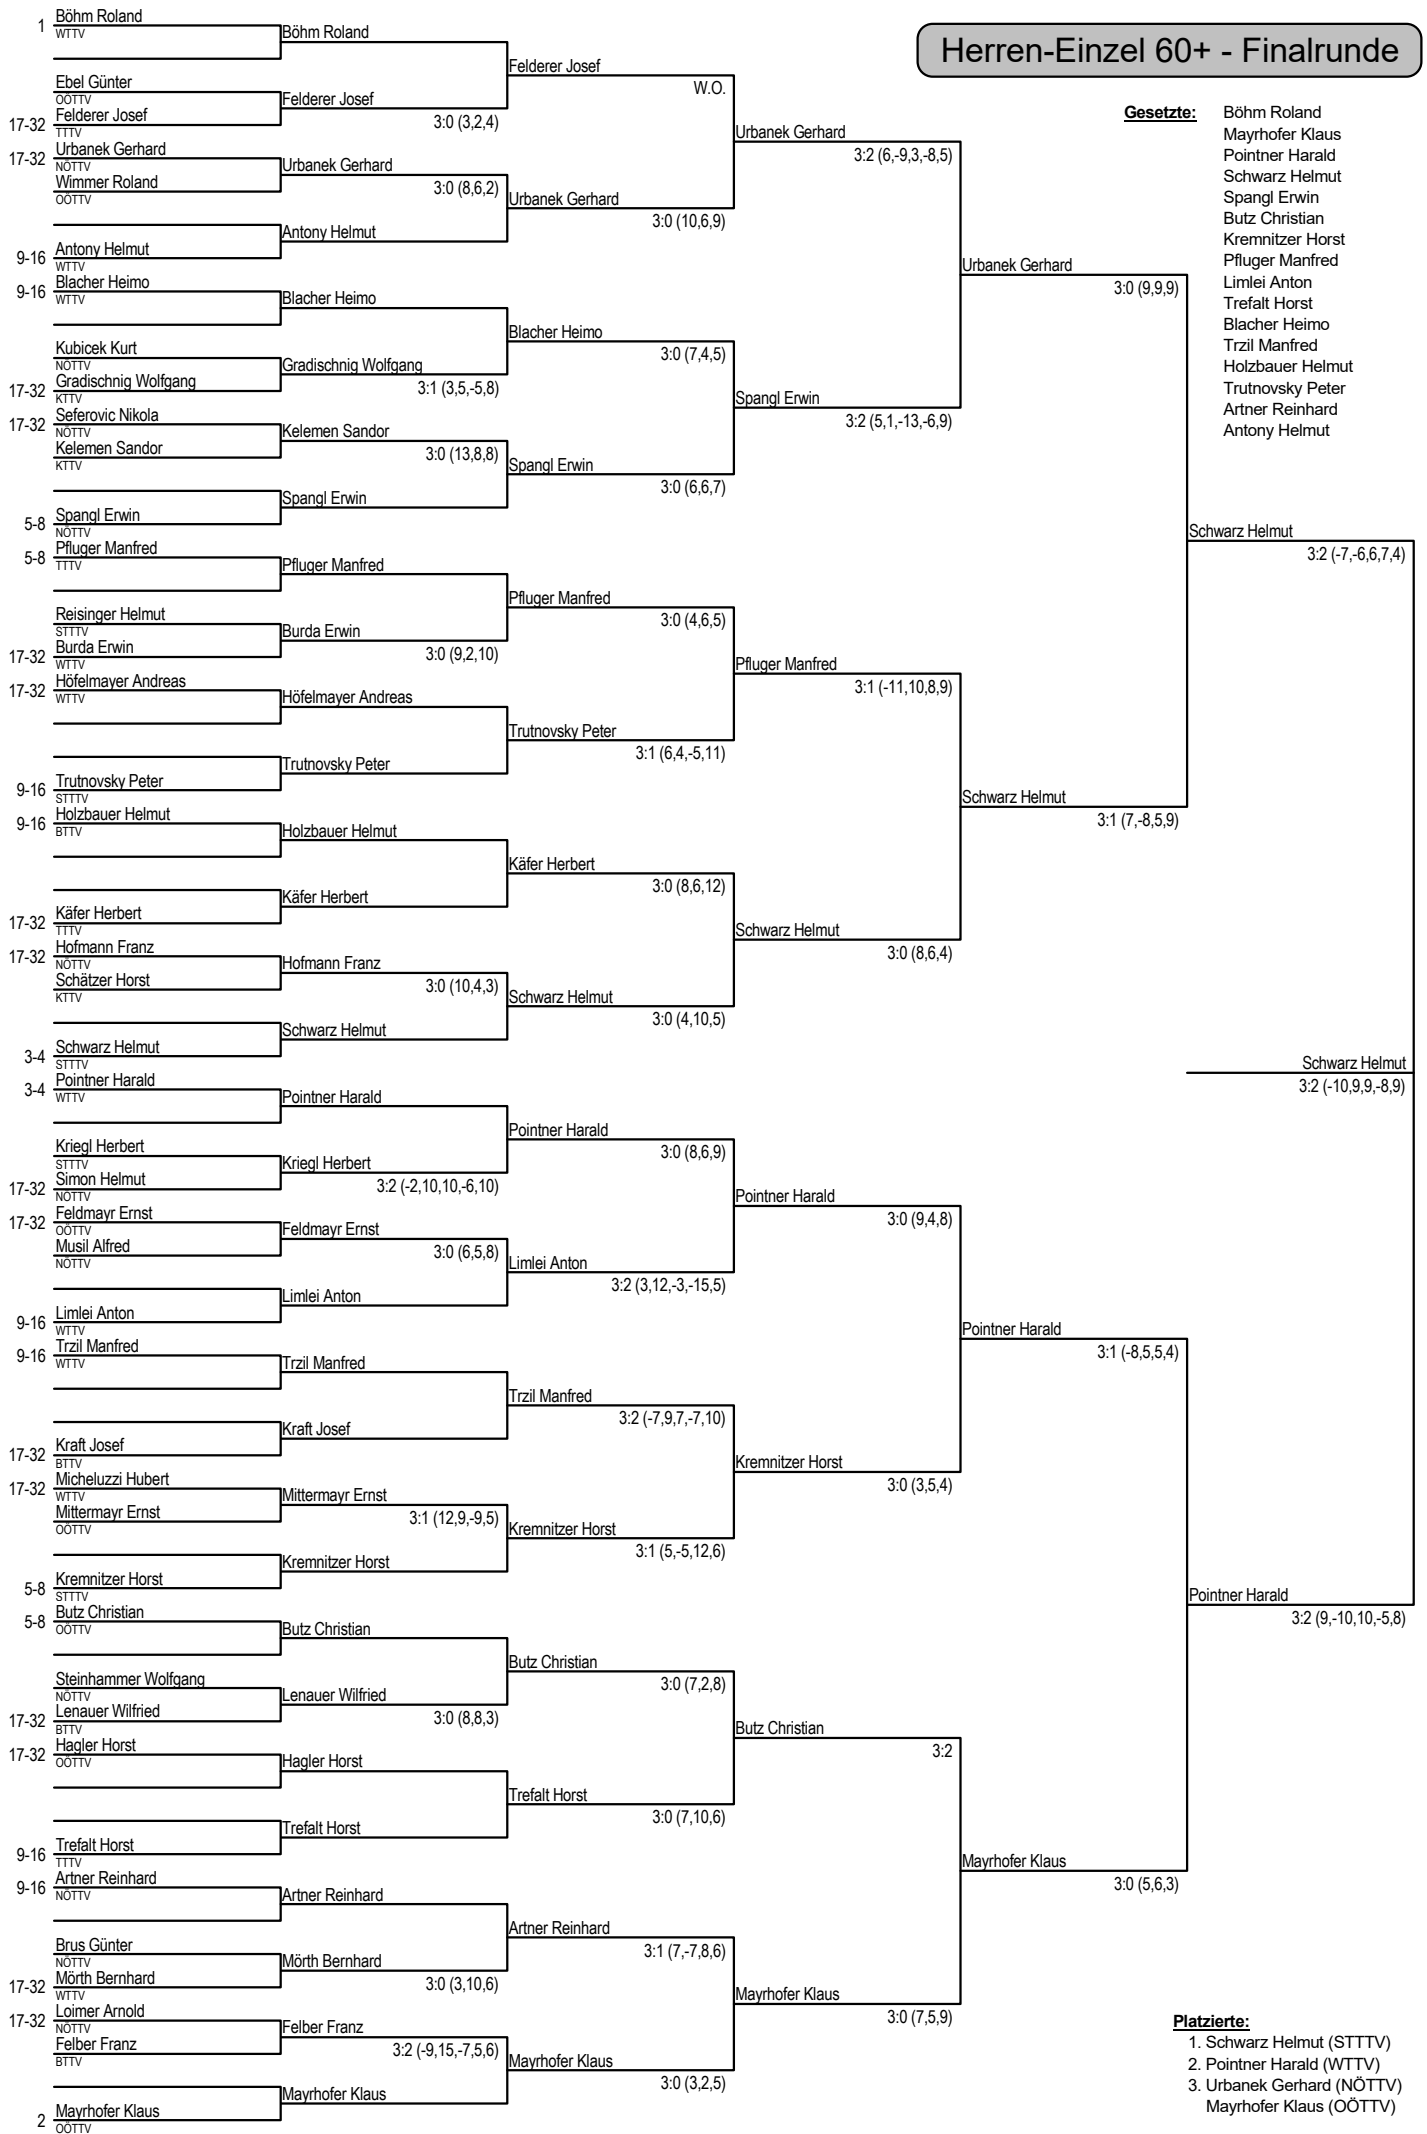 Herren-Einzel 60+ - Finalrunde
Gesetzte:
Böhm Roland
Mayrhofer Klaus
Pointner Harald
Schwarz Helmut
Spangl Erwin
Butz Christian
Kremnitzer Horst
Pfluger Manfred
Limlei Anton
Trefalt Horst
Blacher Heimo
Trzil Manfred
Holzbauer Helmut
Trutnovsky Peter
Artner Reinhard
Antony Helmut
1 Böhm Roland
WTTV
Ebel Günter
OÖTTV
17-32 Felderer Josef
TTTV
17-32 Urbanek Gerhard
NÖTTV
Wimmer Roland
OÖTTV
9-16 Antony Helmut
WTTV
9-16 Blacher Heimo
WTTV
Kubicek Kurt
NÖTTV
17-32 Gradischnig Wolfgang
KTTV
17-32 Seferovic Nikola
NÖTTV
Kelemen Sandor
KTTV
5-8 Spangl Erwin
NÖTTV
5-8 Pfluger Manfred
TTTV
Reisinger Helmut
STTTV
17-32 Burda Erwin
WTTV
17-32 Höfelmayer Andreas
WTTV
9-16 Trutnovsky Peter
STTTV
9-16 Holzbauer Helmut
BTTV
17-32 Käfer Herbert
TTTV
17-32 Hofmann Franz
NÖTTV
Schätzer Horst
KTTV
3-4 Schwarz Helmut
STTTV
3-4 Pointner Harald
WTTV
Kriegl Herbert
STTTV
17-32 Simon Helmut
NÖTTV
17-32 Feldmayr Ernst
OÖTTV
Musil Alfred
NÖTTV
9-16 Limlei Anton
WTTV
9-16 Trzil Manfred
WTTV
17-32 Kraft Josef
BTTV
17-32 Micheluzzi Hubert
WTTV
Mittermayr Ernst
OÖTTV
5-8 Kremnitzer Horst
STTTV
5-8 Butz Christian
OÖTTV
Steinhammer Wolfgang
NÖTTV
17-32 Lenauer Wilfried
BTTV
17-32 Hagler Horst
OÖTTV
9-16 Trefalt Horst
TTTV
9-16 Artner Reinhard
NÖTTV
Brus Günter
NÖTTV
17-32 Mörth Bernhard
WTTV
17-32 Loimer Arnold
NÖTTV
Felber Franz
BTTV
2 Mayrhofer Klaus
OÖTTV
Böhm Roland
Felderer Josef
3:0 (3,2,4)
Urbanek Gerhard
3:0 (8,6,2)
Antony Helmut
Blacher Heimo
Gradischnig Wolfgang
3:1 (3,5,-5,8)
Kelemen Sandor
3:0 (13,8,8)
Spangl Erwin
Pfluger Manfred
Burda Erwin
3:0 (9,2,10)
Höfelmayer Andreas
Trutnovsky Peter
Holzbauer Helmut
Käfer Herbert
Hofmann Franz
3:0 (10,4,3)
Schwarz Helmut
Pointner Harald
Kriegl Herbert
3:2 (-2,10,10,-6,10)
Feldmayr Ernst
3:0 (6,5,8)
Limlei Anton
Trzil Manfred
Kraft Josef
Mittermayr Ernst
3:1 (12,9,-9,5)
Kremnitzer Horst
Butz Christian
Lenauer Wilfried
3:0 (8,8,3)
Hagler Horst
Trefalt Horst
Artner Reinhard
Mörth Bernhard
3:0 (3,10,6)
Felber Franz
3:2 (-9,15,-7,5,6)
Mayrhofer Klaus
Felderer Josef
W.O.
Urbanek Gerhard
3:0 (10,6,9)
Blacher Heimo
3:0 (7,4,5)
Spangl Erwin
3:0 (6,6,7)
Pfluger Manfred
3:0 (4,6,5)
Trutnovsky Peter
3:1 (6,4,-5,11)
Käfer Herbert
3:0 (8,6,12)
Schwarz Helmut
3:0 (4,10,5)
Pointner Harald
3:0 (8,6,9)
Limlei Anton
3:2 (3,12,-3,-15,5)
Trzil Manfred
3:2 (-7,9,7,-7,10)
Kremnitzer Horst
3:1 (5,-5,12,6)
Butz Christian
3:0 (7,2,8)
Trefalt Horst
3:0 (7,10,6)
Artner Reinhard
3:1 (7,-7,8,6)
Mayrhofer Klaus
3:0 (3,2,5)
Urbanek Gerhard
3:2 (6,-9,3,-8,5)
Spangl Erwin
3:2 (5,1,-13,-6,9)
Pfluger Manfred
3:1 (-11,10,8,9)
Schwarz Helmut
3:0 (8,6,4)
Pointner Harald
3:0 (9,4,8)
Kremnitzer Horst
3:0 (3,5,4)
Butz Christian
3:2
Mayrhofer Klaus
3:0 (7,5,9)
Urbanek Gerhard
3:0 (9,9,9)
Schwarz Helmut
3:1 (7,-8,5,9)
Pointner Harald
3:1 (-8,5,5,4)
Mayrhofer Klaus
3:0 (5,6,3)
Schwarz Helmut
3:2 (-7,-6,6,7,4)
Pointner Harald
3:2 (9,-10,10,-5,8)
Schwarz Helmut
3:2 (-10,9,9,-8,9)
Platzierte:
1. Schwarz Helmut (STTTV)
2. Pointner Harald (WTTV)
3. Urbanek Gerhard (NÖTTV)
Mayrhofer Klaus (OÖTTV)